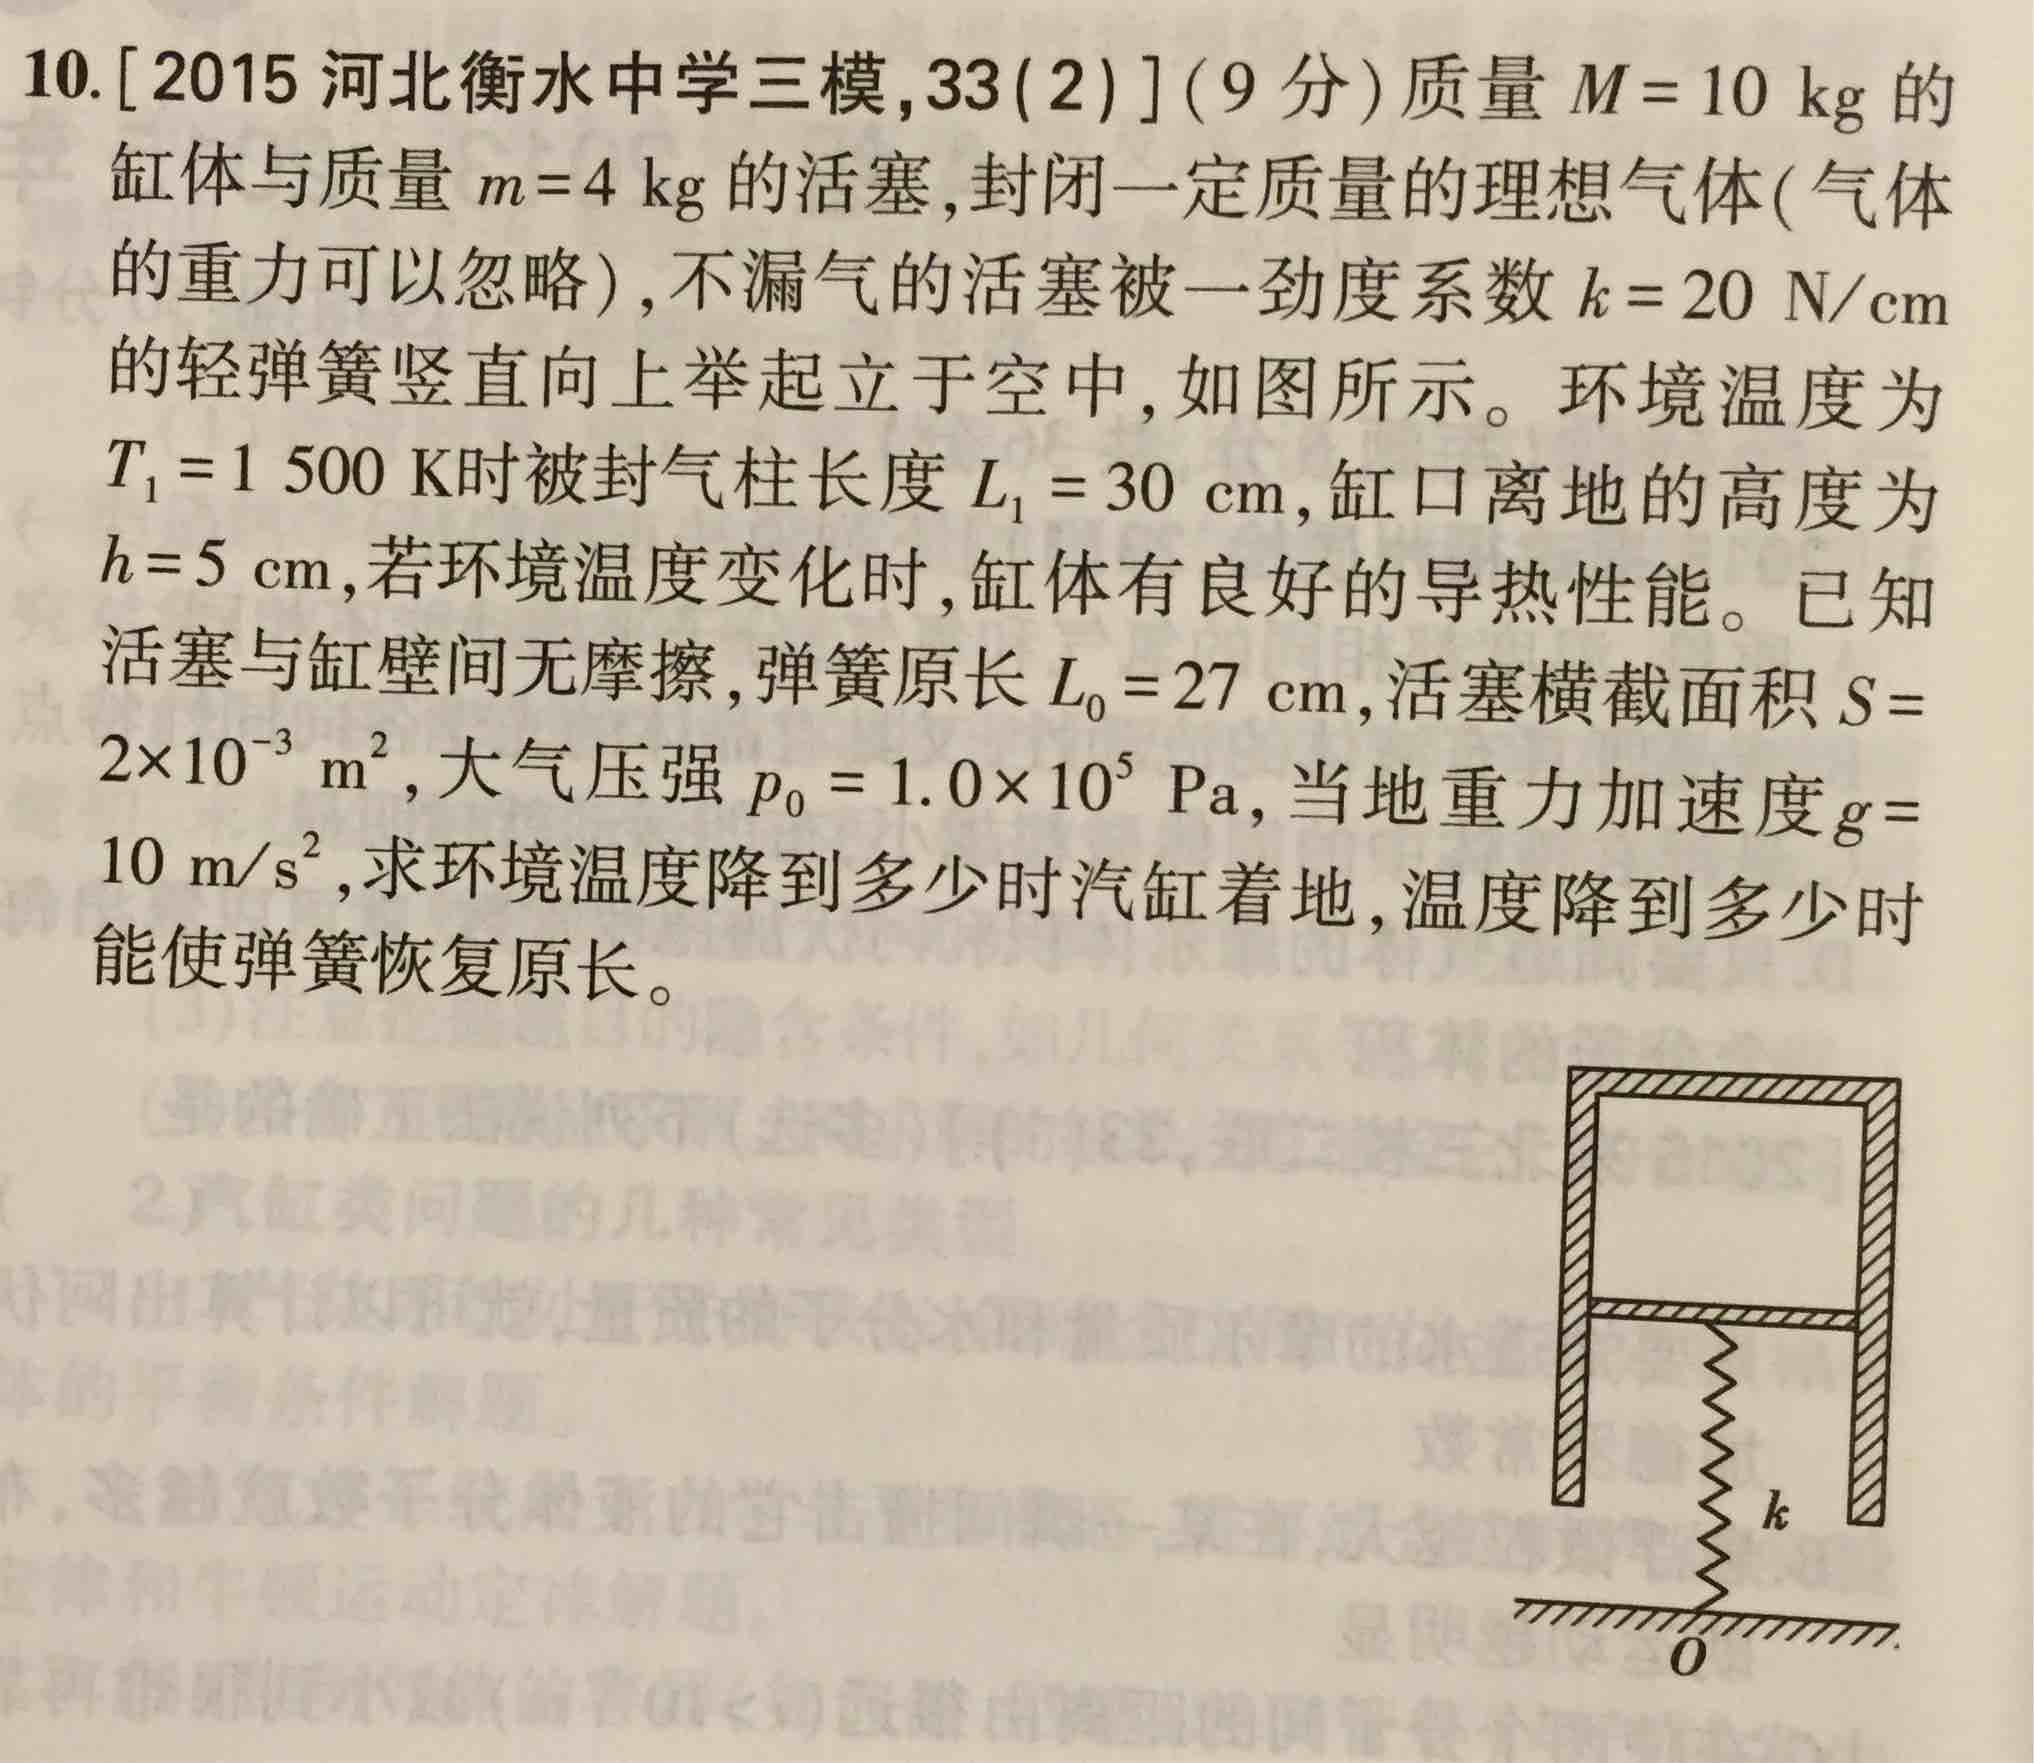 10.[2015 河北衡水中学三模,33(2)](9 分)质量 M=10 kg 的
缸体与质量 m=4 kg 的活塞,封闭一定质量的理想气体(气体
的重力可以忽略),不漏气的活塞被一劲度系数 k=20 N/cm
的轻弹簧竖直向上举起立于空中,如图所示。环境温度为
T₁=1 500 K时被封气柱长度 L₁=30 cm,缸口离地的高度为
h=5 cm,若环境温度变化时,缸体有良好的导热性能。已知
活塞与缸壁间无摩擦,弹簧原长 L₀=27 cm,活塞横截面积 S=
2×10⁻³ m²,大气压强 p₀=1.0×10⁵ Pa,当地重力加速度g=
10 m/s²,求环境温度降到多少时汽缸着地,温度降到多少时
能使弹簧恢复原长。
k
O